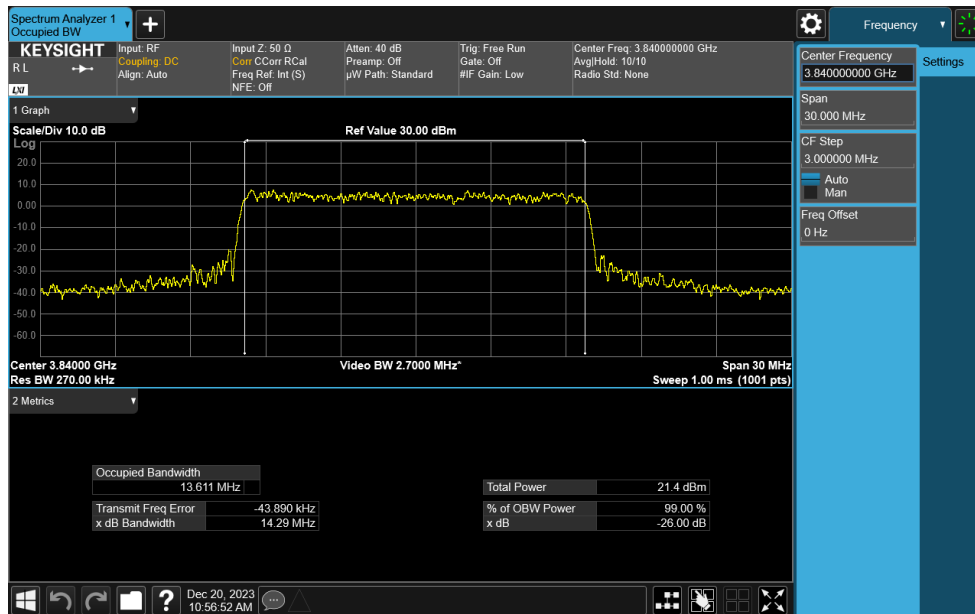 Spectrum Analyzer 1
Occupied BW
Frequency
KEYSIGHT
R L
LXI
Input: RF
Coupling: DC
Align: Auto
Input Z: 50 Ω
Corr CCorr RCal
Freq Ref: Int (S)
NFE: Off
Atten: 40 dB
Preamp: Off
µW Path: Standard
Trig: Free Run
Gate: Off
#IF Gain: Low
Center Freq: 3.840000000 GHz
Avg|Hold: 10/10
Radio Std: None
Center Frequency
3.840000000 GHz
Settings
Span
30.000 MHz
CF Step
3.000000 MHz
Auto
Man
Freq Offset
0 Hz
1 Graph
Scale/Div 10.0 dB
Ref Value 30.00 dBm
Log
20.0
10.0
0.00
-10.0
-20.0
-30.0
-40.0
-50.0
-60.0
Center 3.84000 GHz
Video BW 2.7000 MHz*
Span 30 MHz
Res BW 270.00 kHz
Sweep 1.00 ms (1001 pts)
2 Metrics
Occupied Bandwidth
13.611 MHz
Total Power 21.4 dBm
Transmit Freq Error -43.890 kHz
% of OBW Power 99.00 %
x dB Bandwidth 14.29 MHz
x dB -26.00 dB
?
Dec 20, 2023
10:56:52 AM